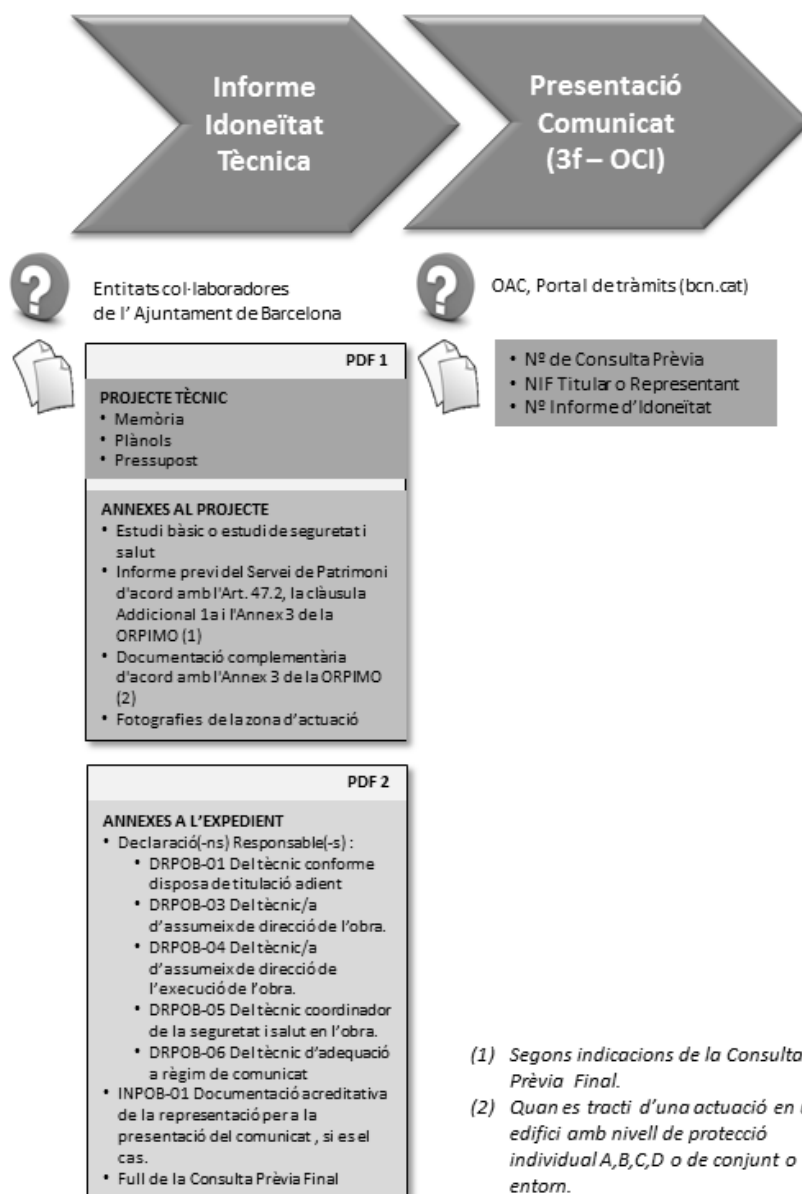 Informe
Idoneïtat
Tècnica
Presentació
Comunicat
(3f – OCI)
?
Entitats col·laboradores
de l’ Ajuntament de Barcelona
?
OAC, Portal de tràmits (bcn.cat)
PDF 1
PROJECTE TÈCNIC
• Memòria
• Plànols
• Pressupost
ANNEXES AL PROJECTE
• Estudi bàsic o estudi de seguretat i
salut
• Informe previ del Servei de Patrimoni
d'acord amb l'Art. 47.2, la clàusula
Addicional 1a i l'Annex 3 de la
ORPIMO (1)
• Documentació complementària
d'acord amb l'Annex 3 de la ORPIMO
(2)
• Fotografies de la zona d’actuació
• Nº de Consulta Prèvia
• NIF Titular o Representant
• Nº Informe d’Idoneïtat
PDF 2
ANNEXES A L’EXPEDIENT
• Declaració(-ns) Responsable(-s) :
• DRPOB-01 Del tècnic conforme
disposa de titulació adient
• DRPOB-03 Del tècnic/a
d’assumeix de direcció de l’obra.
• DRPOB-04 Del tècnic/a
d’assumeix de direcció de
l’execució de l’obra.
• DRPOB-05 Del tècnic coordinador
de la seguretat i salut en l’obra.
• DRPOB-06 Del tècnic d’adequació
a règim de comunicat
• INPOB-01 Documentació acreditativa
de la representació per a la
presentació del comunicat , si es el
cas.
• Full de la Consulta Prèvia Final
(1) Segons indicacions de la Consulta
Prèvia Final.
(2) Quan es tracti d’una actuació en
edifici amb nivell de protecció
individual A,B,C,D o de conjunt o
entorn.